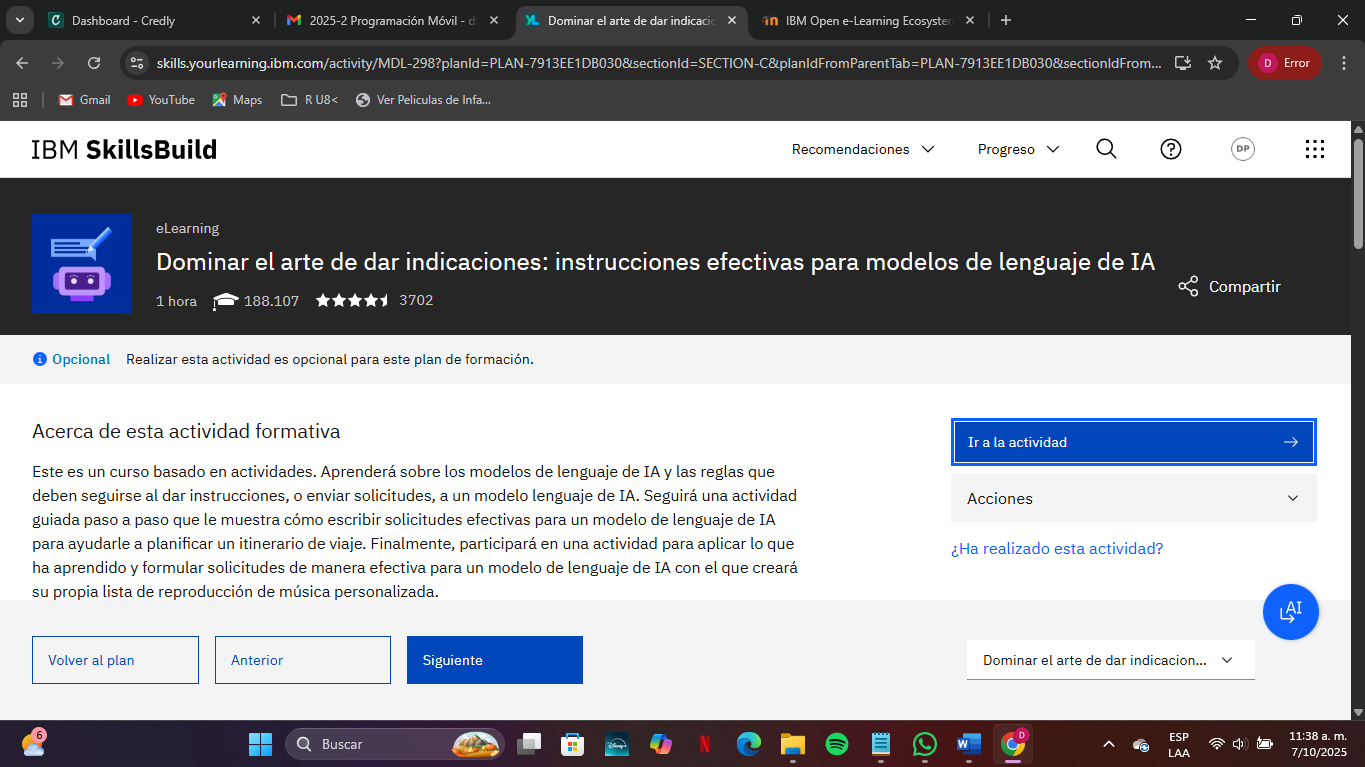 Dashboard - Credly
2025-2 Programación Móvil - d
Dominar el arte de dar indicacio
IBM Open e-Learning Ecosystem
skills.yourlearning.ibm.com/activity/MDL-298?planId=PLAN-7913EE1DB030&sectionId=SECTION-C&planIdFromParentTab=PLAN-7913EE1DB030&sectionIdFrom...
D
Error
Gmail
YouTube
Maps
R U8<
Ver Peliculas de Infa...
IBM SkillsBuild
Recomendaciones
Progreso
DP
eLearning
Dominar el arte de dar indicaciones: instrucciones efectivas para modelos de lenguaje de IA
1 hora
188.107
3702
Compartir
Opcional
Realizar esta actividad es opcional para este plan de formación.
Acerca de esta actividad formativa
Este es un curso basado en actividades. Aprenderá sobre los modelos de lenguaje de IA y las reglas que
deben seguirse al dar instrucciones, o enviar solicitudes, a un modelo lenguaje de IA. Seguirá una actividad
guiada paso a paso que le muestra cómo escribir solicitudes efectivas para un modelo de lenguaje de IA
para ayudarle a planificar un itinerario de viaje. Finalmente, participará en una actividad para aplicar lo que
ha aprendido y formular solicitudes de manera efectiva para un modelo de lenguaje de IA con el que creará
su propia lista de reproducción de música personalizada.
Ir a la actividad
Acciones
¿Ha realizado esta actividad?
AI
Volver al plan
Anterior
Siguiente
Dominar el arte de dar indicacion...
6
Buscar
Disney+
N
W
D
ESP
LAA
11:38 a. m.
7/10/2025